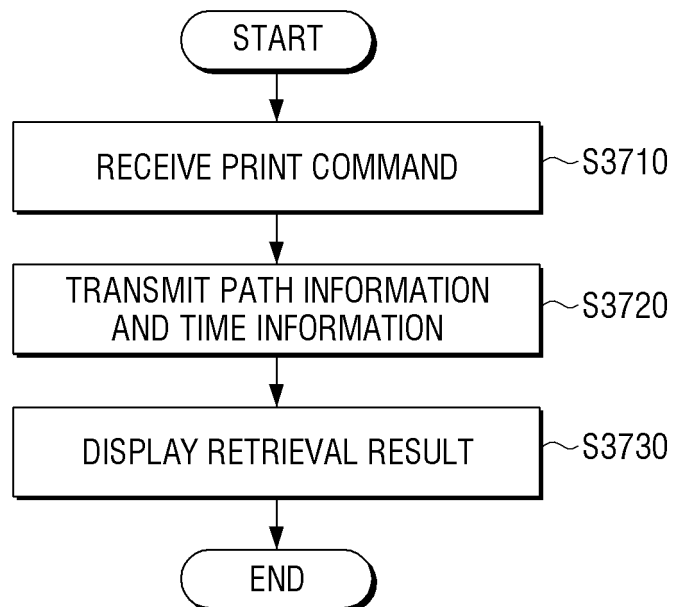 START
RECEIVE PRINT COMMAND
S3710
TRANSMIT PATH INFORMATION
AND TIME INFORMATION
S3720
DISPLAY RETRIEVAL RESULT
S3730
END